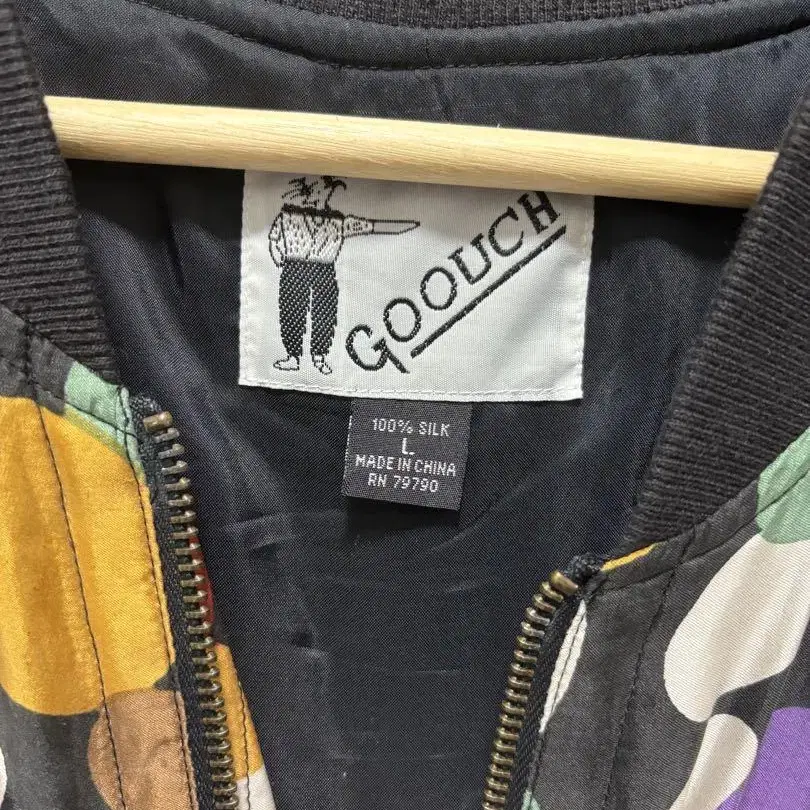 GOOUCH
100% SILK
L
MADE IN CHINA
RN 79790